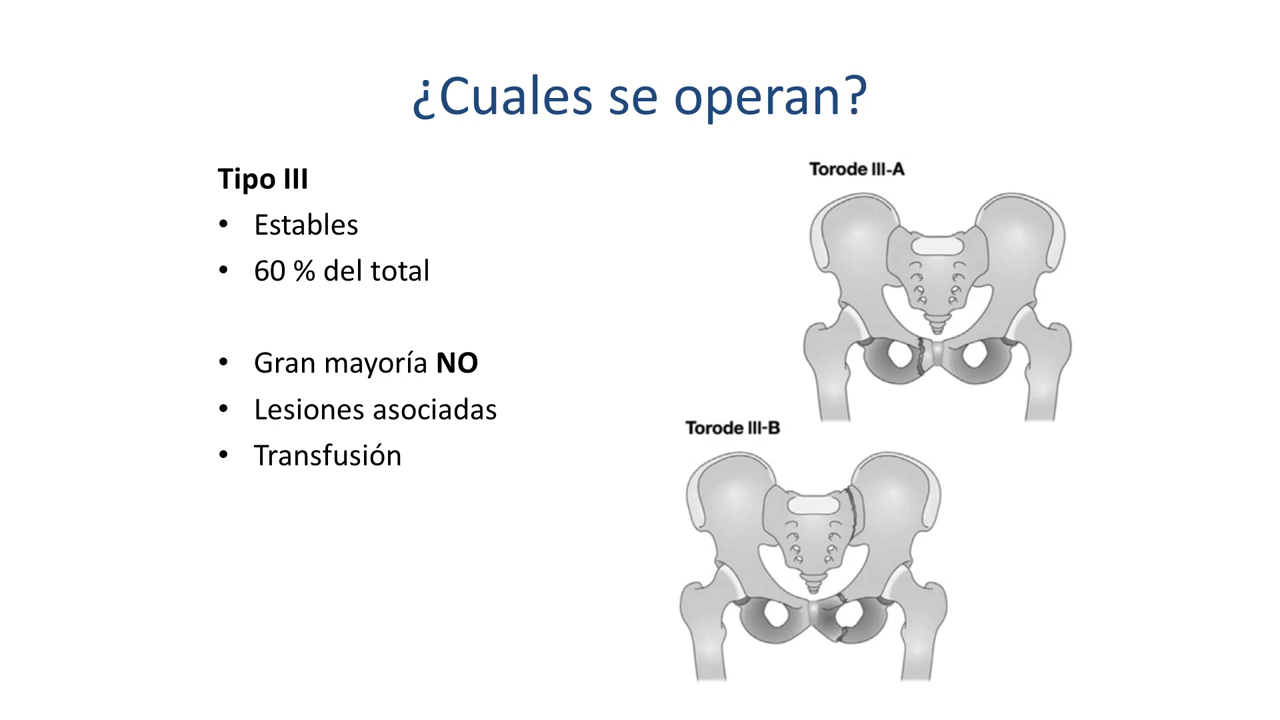 ¿Cuales se operan?
Tipo III
• Estables
• 60 % del total
• Gran mayoría NO
• Lesiones asociadas
• Transfusión
Torode III-A
Torode III-B